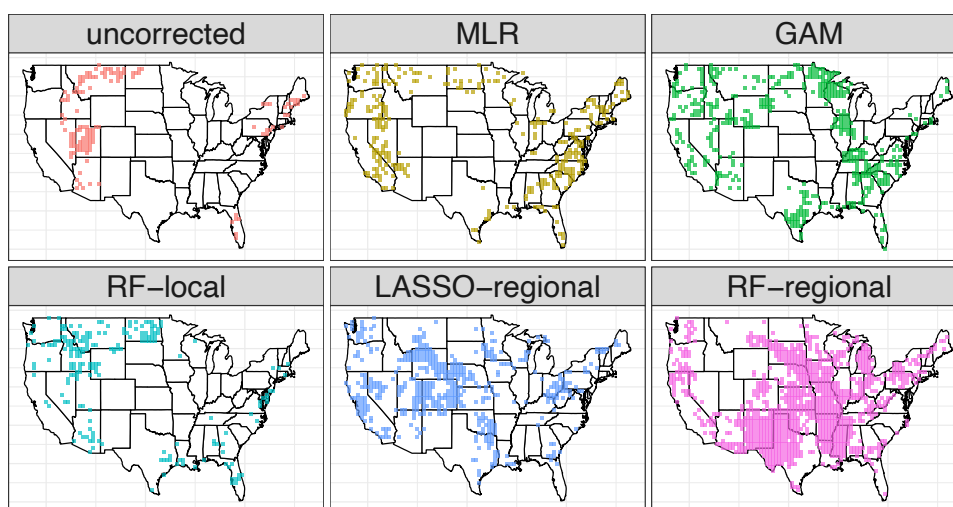 uncorrected
MLR
GAM
RF−local
LASSO−regional
RF−regional